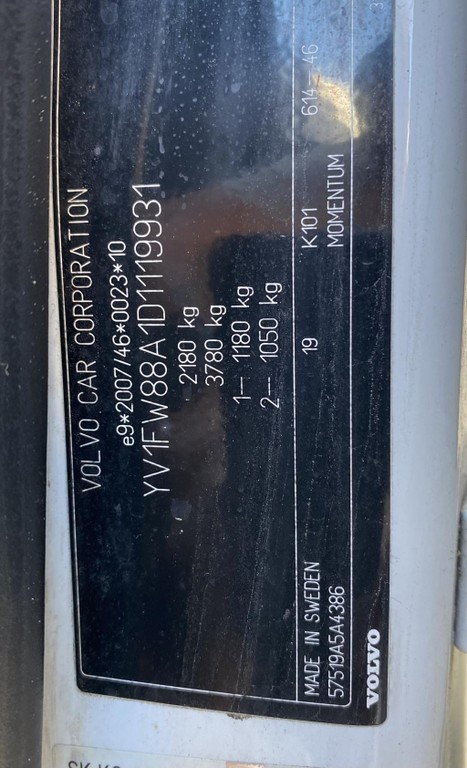 VOLVO CAR CORPORATION
e9*2007/46*0023*10
YV1FW88A1D1119931
2180 kg
3780 kg
1-- 1180 kg
2-- 1050 kg
MADE IN SWEDEN 19 K101 614-46
57519A5A4386 MOMENTUM
VOLVO